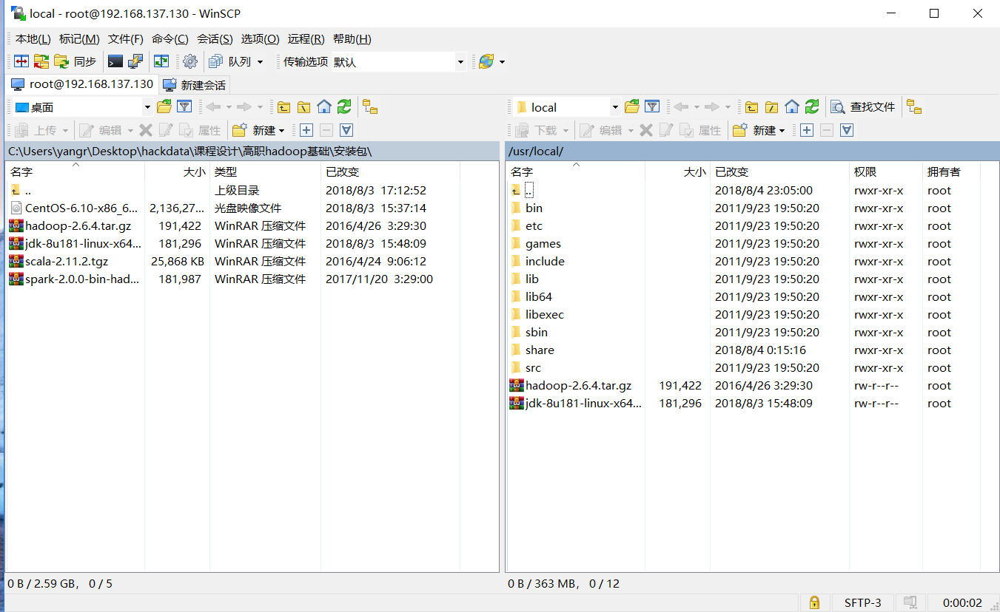 local - root@192.168.137.130 - WinSCP
本地(L) 标记(M) 文件(F) 命令(C) 会话(S) 选项(O) 远程(R) 帮助(H)
同步 队列 传输选项 默认
root@192.168.137.130 新建会话
桌面 local 查找文件
上传 编辑 属性 新建 下载 编辑 属性 新建
C:\Users\yangr\Desktop\hackdata\课程设计\高职hadoop基础\安装包\
名字 大小 类型 已改变
.. 上级目录 2018/8/3 17:12:52
CentOS-6.10-x86_6... 2,136,27... 光盘映像文件 2018/8/3 15:37:14
hadoop-2.6.4.tar.gz 191,422 WinRAR 压缩文件 2016/4/26 3:29:30
jdk-8u181-linux-x64... 181,296 WinRAR 压缩文件 2018/8/3 15:48:09
scala-2.11.2.tgz 25,868 KB WinRAR 压缩文件 2016/4/24 9:06:12
spark-2.0.0-bin-had... 181,987 WinRAR 压缩文件 2017/11/20 3:29:00
0 B / 2.59 GB, 0 / 5
/usr/local/
名字 大小 已改变 权限 拥有者
.. 2018/8/4 23:05:00 rwxr-xr-x root
bin 2011/9/23 19:50:20 rwxr-xr-x root
etc 2011/9/23 19:50:20 rwxr-xr-x root
games 2011/9/23 19:50:20 rwxr-xr-x root
include 2011/9/23 19:50:20 rwxr-xr-x root
lib 2011/9/23 19:50:20 rwxr-xr-x root
lib64 2011/9/23 19:50:20 rwxr-xr-x root
libexec 2011/9/23 19:50:20 rwxr-xr-x root
sbin 2011/9/23 19:50:20 rwxr-xr-x root
share 2018/8/4 0:15:16 rwxr-xr-x root
src 2011/9/23 19:50:20 rwxr-xr-x root
hadoop-2.6.4.tar.gz 191,422 2016/4/26 3:29:30 rw-r--r-- root
jdk-8u181-linux-x64... 181,296 2018/8/3 15:48:09 rw-r--r-- root
0 B / 363 MB, 0 / 12
SFTP-3 0:00:02